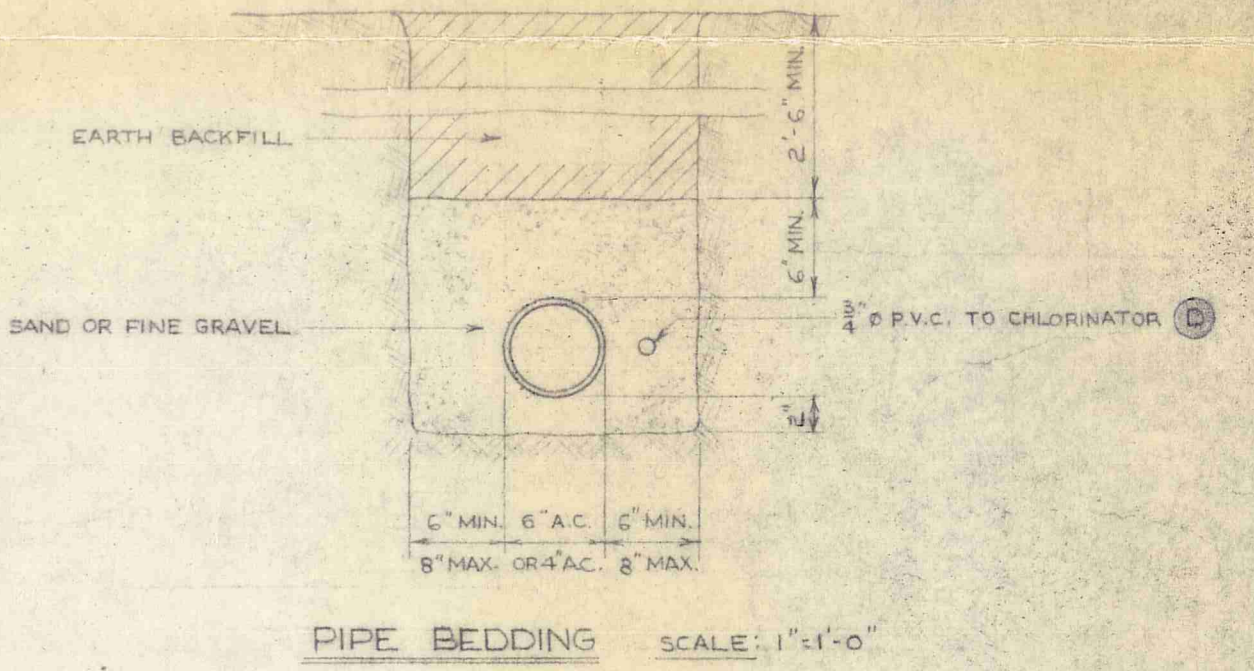 2'-6" MIN.
EARTH BACKFILL
6" MIN.
SAND OR FINE GRAVEL
3/4" Ø P.V.C. TO CHLORINATOR D
2"
6" MIN. 6" A.C. 6" MIN.
8" MAX. OR 4" A.C. 8" MAX.
PIPE BEDDING SCALE: 1"=1'-0"